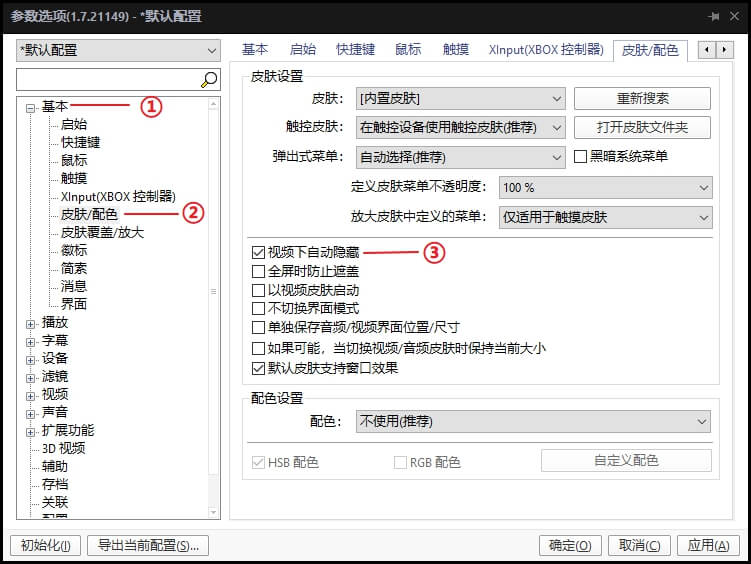 参数选项(1.7.21149) - *默认配置
*默认配置
基本
启始
快捷键
鼠标
触摸
XInput(XBOX 控制器)
皮肤/配色
皮肤覆盖/放大
徽标
简索
消息
界面
播放
字幕
设备
滤镜
视频
声音
扩展功能
3D 视频
辅助
存档
关联
①
②
基本 启始 快捷键 鼠标 触摸 XInput(XBOX 控制器) 皮肤/配色
皮肤设置
皮肤: [内置皮肤] 重新搜索
触控皮肤: 在触控设备使用触控皮肤(推荐) 打开皮肤文件夹
弹出式菜单: 自动选择(推荐) 黑暗系统菜单
定义皮肤菜单不透明度: 100 %
放大皮肤中定义的菜单: 仅适用于触摸皮肤
视频下自动隐藏 ③
全屏时防止遮盖
以视频皮肤启动
不切换界面模式
单独保存音频/视频界面位置/尺寸
如果可能，当切换视频/音频皮肤时保持当前大小
默认皮肤支持窗口效果
配色设置
配色: 不使用(推荐)
HSB 配色 RGB 配色 自定义配色
初始化(I) 导出当前配置(S)... 确定(O) 取消(C) 应用(A)